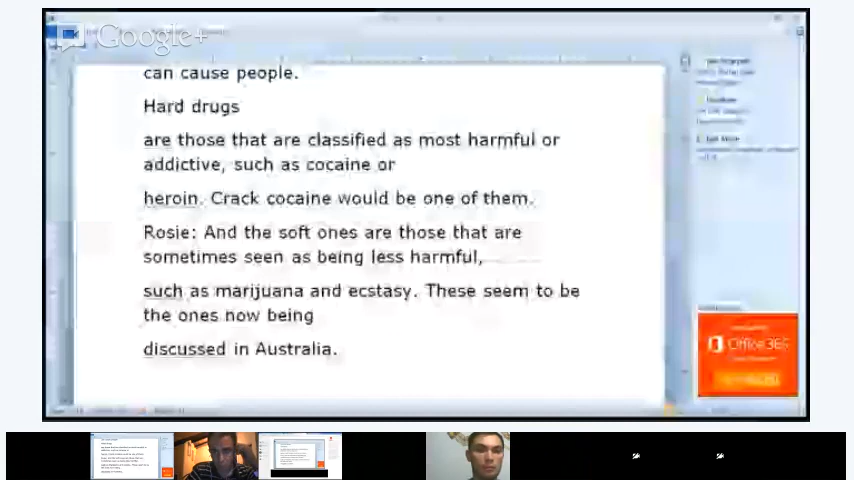 Google+
can cause people.
Hard drugs
are those that are classified as most harmful or
addictive, such as cocaine or
heroin. Crack cocaine would be one of them.
Rosie: And the soft ones are those that are
sometimes seen as being less harmful,
such as marijuana and ecstasy. These seem to be
the ones now being
discussed in Australia.
Office 365